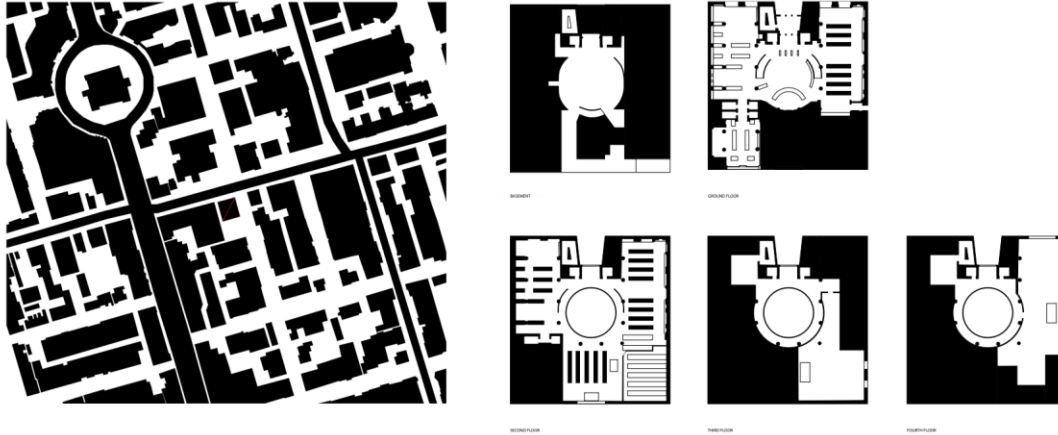 BASEMENT
GROUND FLOOR
SECOND FLOOR
THIRD FLOOR
FOURTH FLOOR